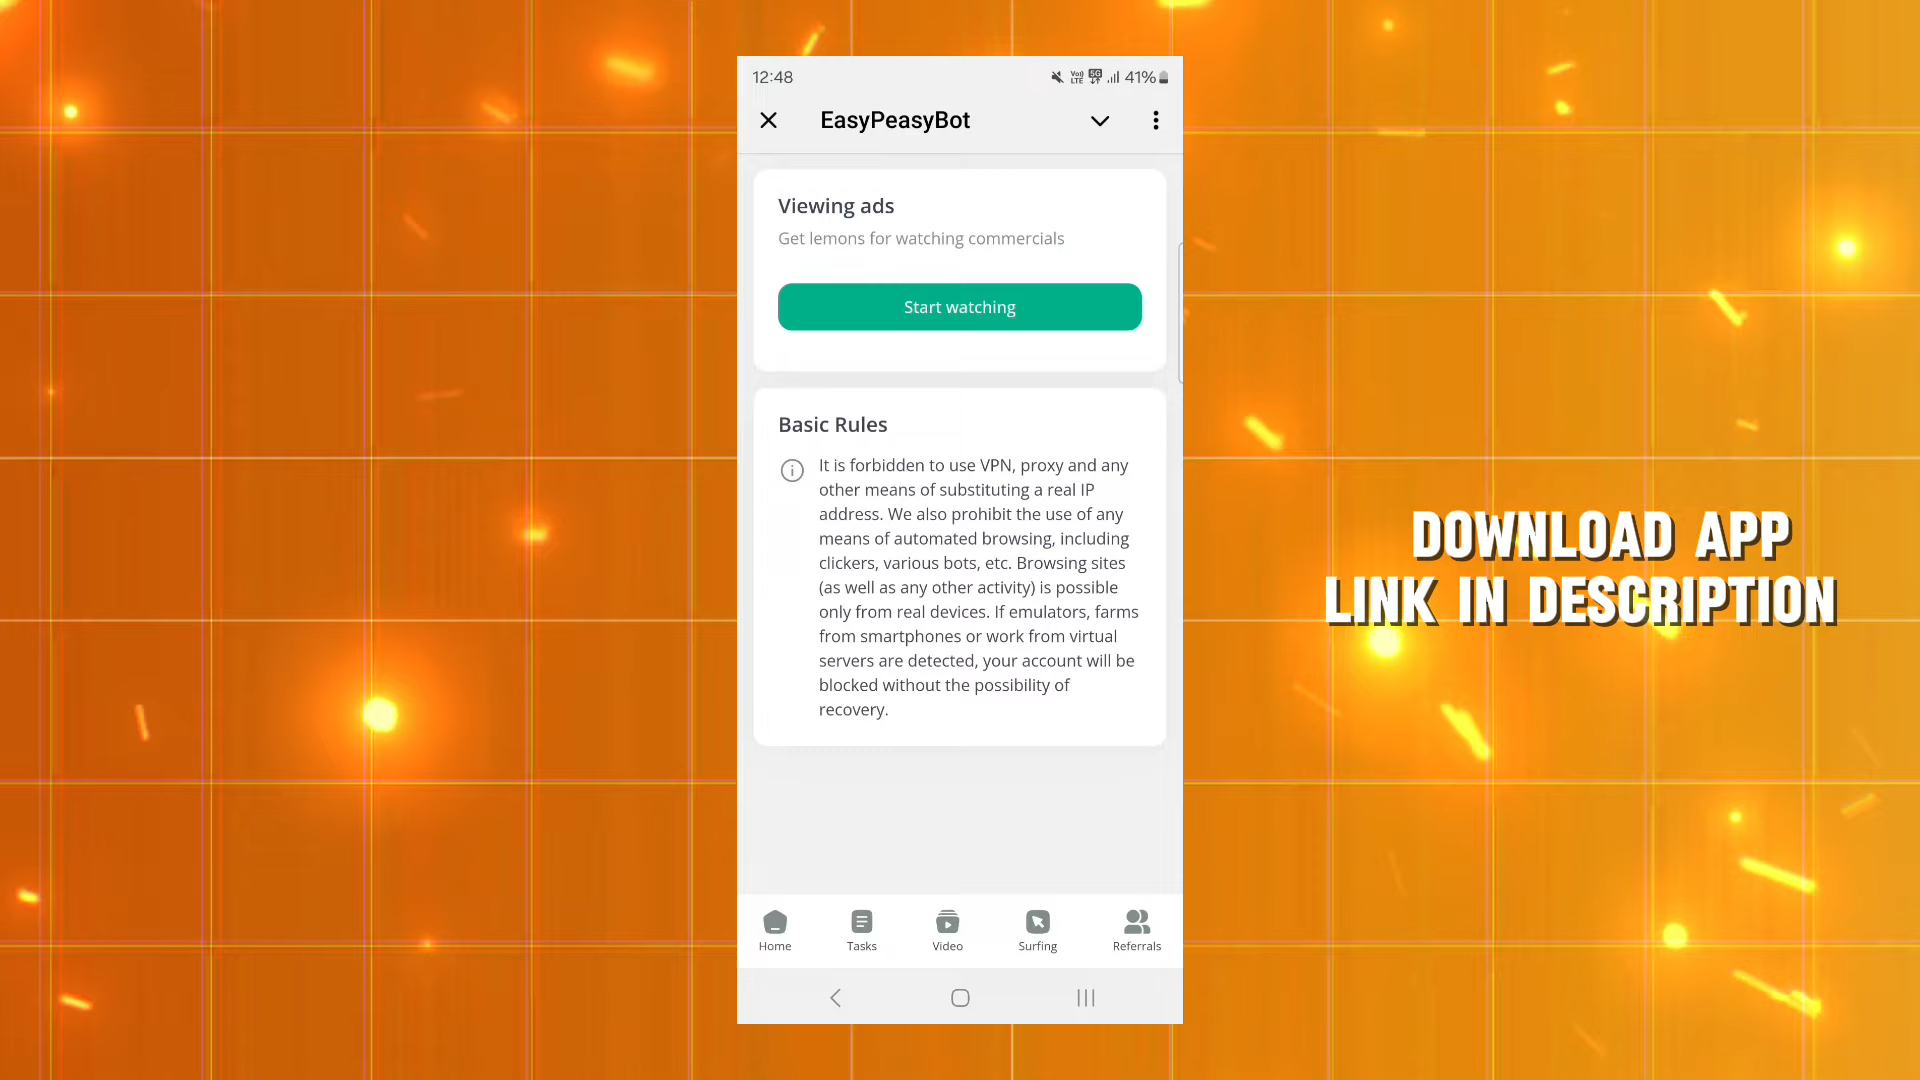 12:48
Vo) LTE 5G 41%
EasyPeasyBot
Viewing ads
Get lemons for watching commercials
Start watching
Basic Rules
It is forbidden to use VPN, proxy and any
other means of substituting a real IP
address. We also prohibit the use of any
means of automated browsing, including
clickers, various bots, etc. Browsing sites
(as well as any other activity) is possible
only from real devices. If emulators, farms
from smartphones or work from virtual
servers are detected, your account will be
blocked without the possibility of
recovery.
Home Tasks Video Surfing Referrals
DOWNLOAD APP
LINK IN DESCRIPTION